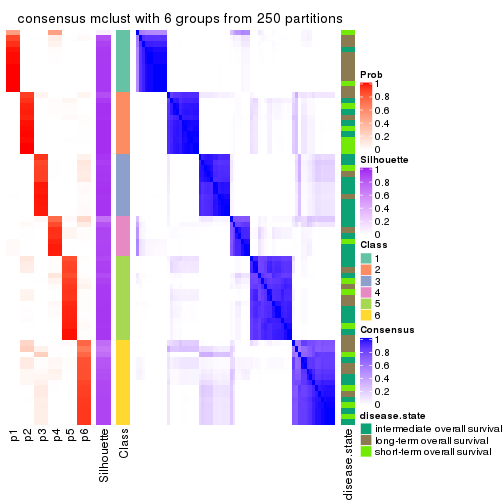 consensus mclust with 6 groups from 250 partitions
Prob
1
0.8
0.6
0.4
0.2
0
Silhouette
1
0.8
0.6
0.4
0.2
0
Class
1
2
3
4
5
6
Consensus
1
0.8
0.6
0.4
0.2
0
disease.state
intermediate overall survival
long-term overall survival
short-term overall survival
p1
p2
p3
p4
p5
p6
Silhouette
Class
disease.state